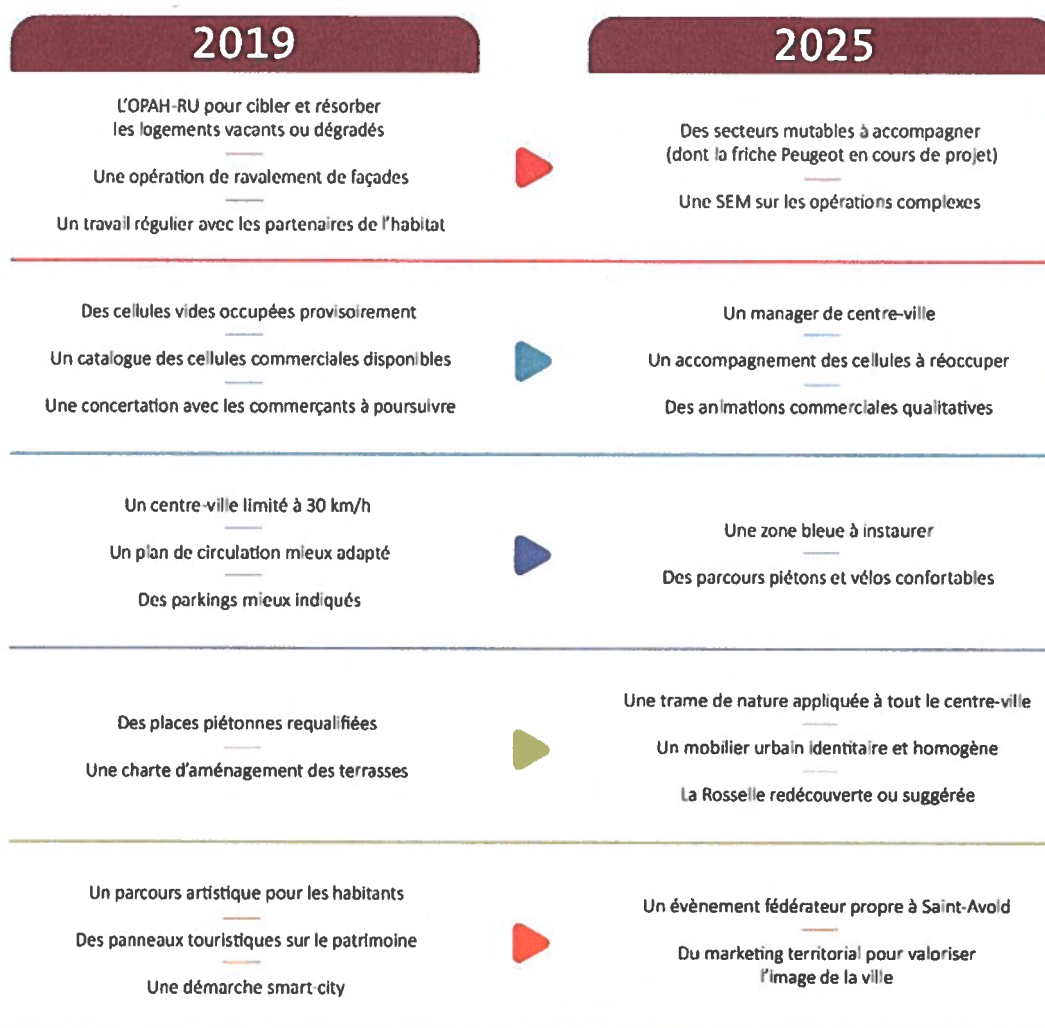 2019
2025
L'OPAH-RU pour cibler et résorber
les logements vacants ou dégradés
Une opération de ravalement de façades
Un travail régulier avec les partenaires de l'habitat
Des secteurs mutables à accompagner
(dont la friche Peugeot en cours de projet)
Une SEM sur les opérations complexes
Des cellules vides occupées provisoirement
Un catalogue des cellules commerciales disponibles
Une concertation avec les commerçants à poursuivre
Un manager de centre-ville
Un accompagnement des cellules à réoccuper
Des animations commerciales qualitatives
Un centre-ville limité à 30 km/h
Un plan de circulation mieux adapté
Des parkings mieux indiqués
Une zone bleue à instaurer
Des parcours piétons et vélos confortables
Des places piétonnes requalifiées
Une charte d'aménagement des terrasses
Une trame de nature appliquée à tout le centre-ville
Un mobilier urbain identitaire et homogène
La Rosselle redécouverte ou suggérée
Un parcours artistique pour les habitants
Des panneaux touristiques sur le patrimoine
Une démarche smart-city
Un évènement fédérateur propre à Saint-Avold
Du marketing territorial pour valoriser
l'image de la ville